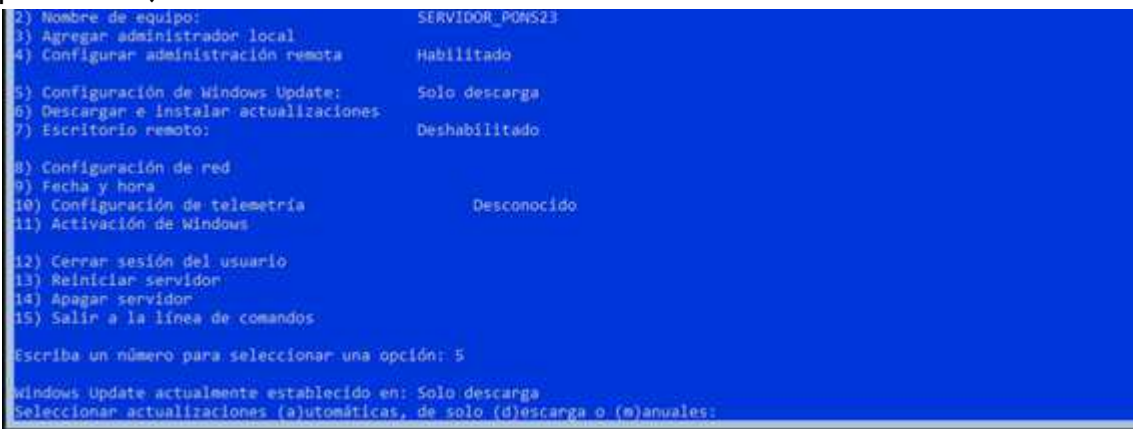 2) Nombre de equipo: SERVIDOR_PONS23
3) Agregar administrador local
4) Configurar administración remota Habilitado
5) Configuración de Windows Update: Solo descarga
6) Descargar e instalar actualizaciones
7) Escritorio remoto: Deshabilitado
8) Configuración de red
9) Fecha y hora
10) Configuración de telemetría Desconocido
11) Activación de Windows
12) Cerrar sesión del usuario
13) Reiniciar servidor
14) Apagar servidor
15) Salir a la línea de comandos
Escriba un número para seleccionar una opción: 5
Windows Update actualmente establecido en: Solo descarga
Seleccionar actualizaciones (a)utomáticas, de solo (d)escarga o (m)anuales: